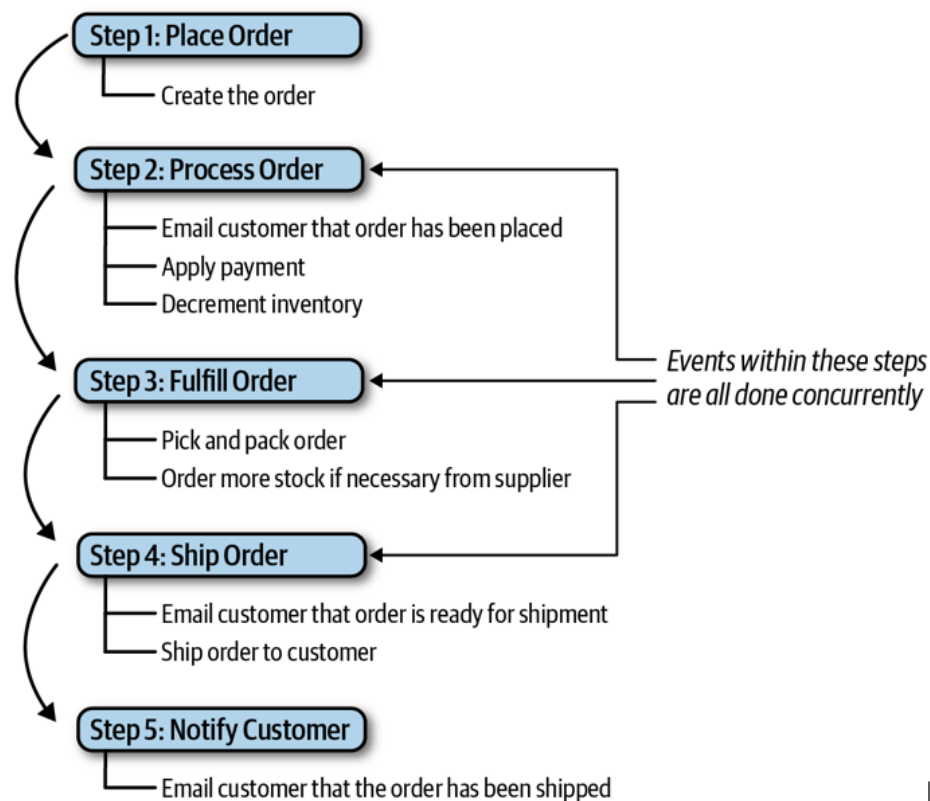 Step 1: Place Order
Create the order
Step 2: Process Order
Email customer that order has been placed
Apply payment
Decrement inventory
Events within these steps
are all done concurrently
Step 3: Fulfill Order
Pick and pack order
Order more stock if necessary from supplier
Step 4: Ship Order
Email customer that order is ready for shipment
Ship order to customer
Step 5: Notify Customer
Email customer that the order has been shipped